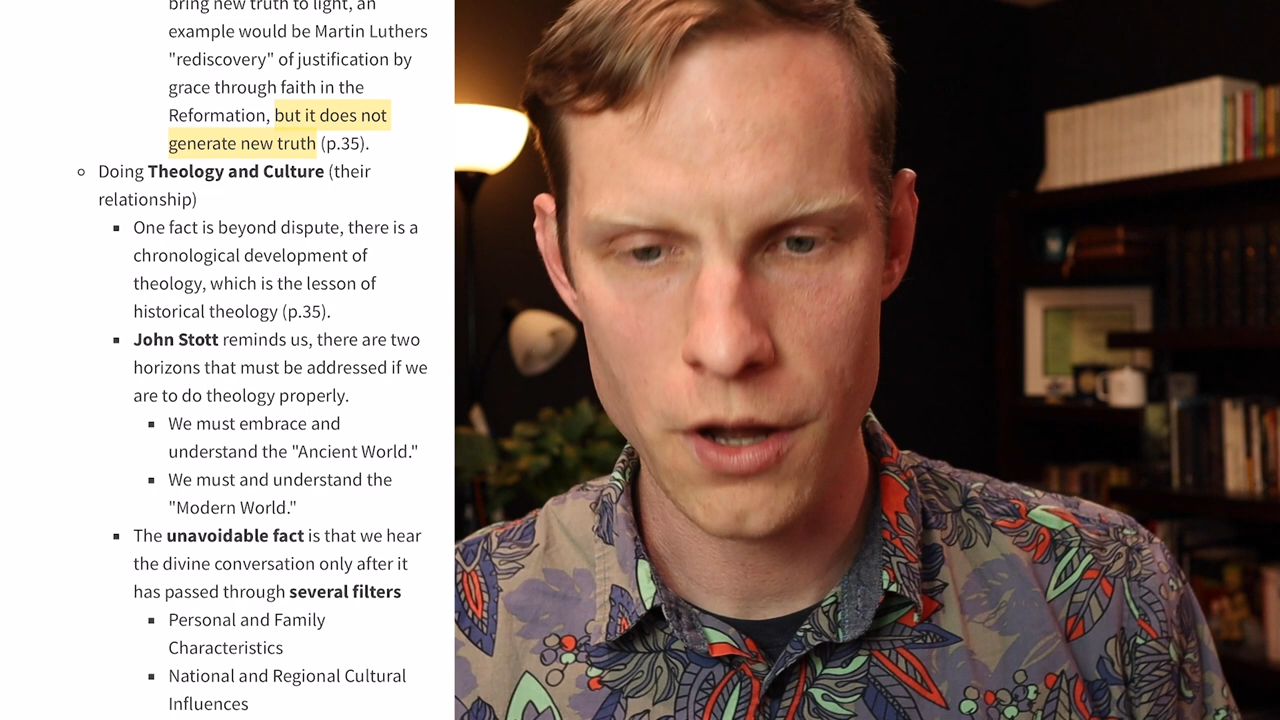 bring new truth to light, an
example would be Martin Luthers
"rediscovery" of justification by
grace through faith in the
Reformation, but it does not
generate new truth (p.35).
Doing Theology and Culture (their
relationship)
One fact is beyond dispute, there is a
chronological development of
theology, which is the lesson of
historical theology (p.35).
John Stott reminds us, there are two
horizons that must be addressed if we
are to do theology properly.
We must embrace and
understand the "Ancient World."
We must and understand the
"Modern World."
The unavoidable fact is that we hear
the divine conversation only after it
has passed through several filters
Personal and Family
Characteristics
National and Regional Cultural
Influences